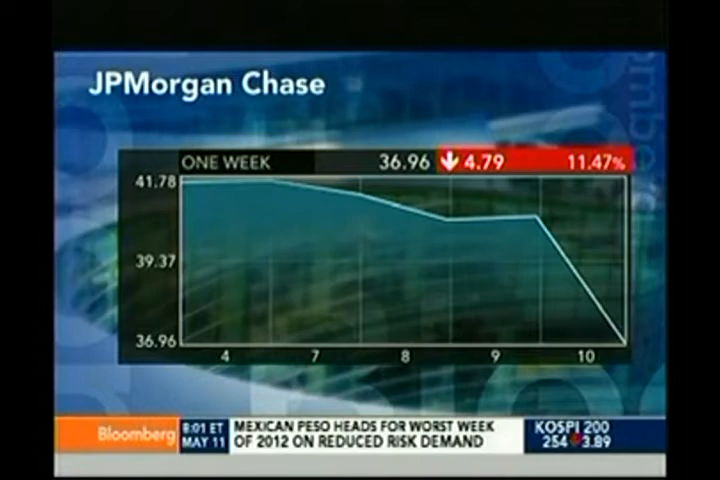 JPMorgan Chase
ONE WEEK 36.96 4.79 11.47%
41.78
39.37
36.96
4 7 8 9 10
Bloomberg
8:01 ET
MAY 11
MEXICAN PESO HEADS FOR WORST WEEK
OF 2012 ON REDUCED RISK DEMAND
KOSPI 200
254 3.89